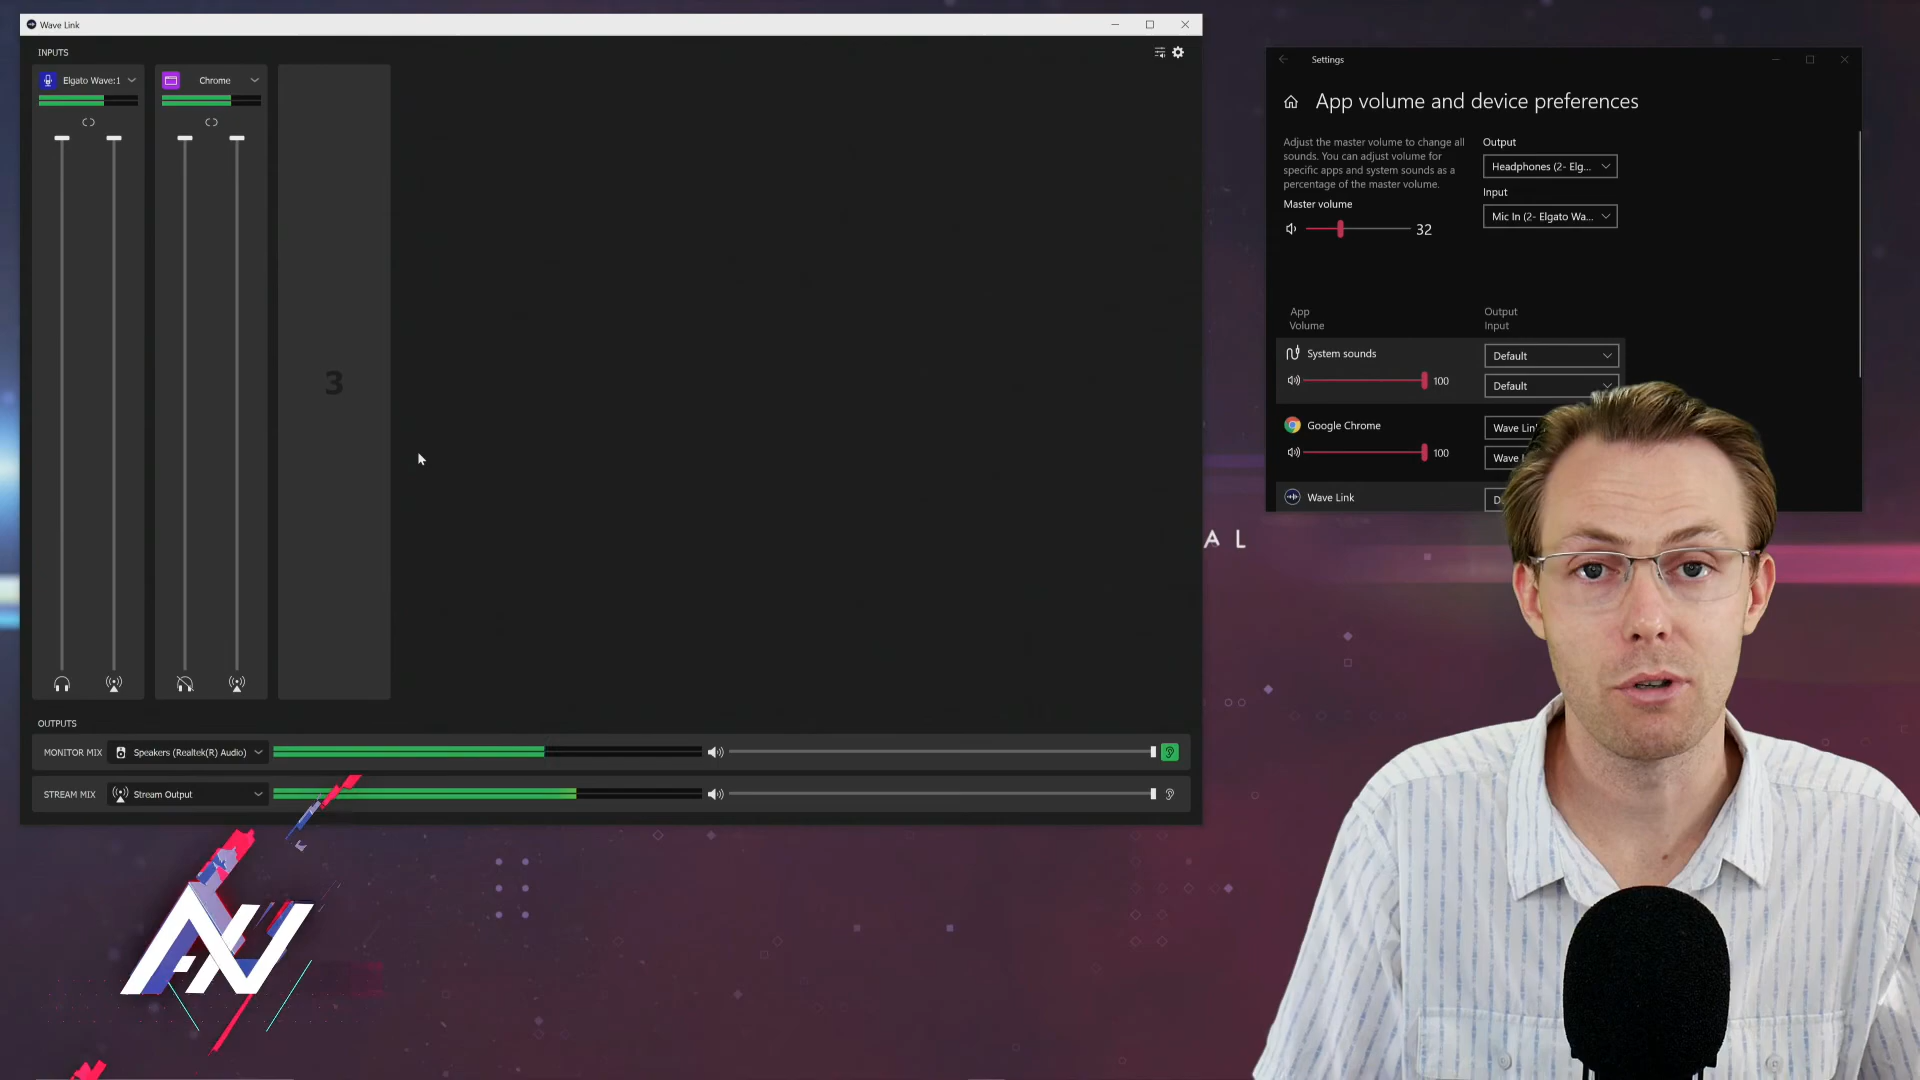 Wave Link
INPUTS
Elgato Wave:1
Chrome
3
OUTPUTS
MONITOR MIX
Speakers (Realtek(R) Audio)
STREAM MIX
Stream Output
Settings
App volume and device preferences
Adjust the master volume to change all
sounds. You can adjust volume for
specific apps and system sounds as a
percentage of the master volume.
Master volume
32
Output
Headphones (2- Elg...
Input
Mic In (2- Elgato Wa...
App
Volume
Output
Input
System sounds
100
Default
Default
Google Chrome
100
Wave Lin
Wave L
Wave Link
D
A L